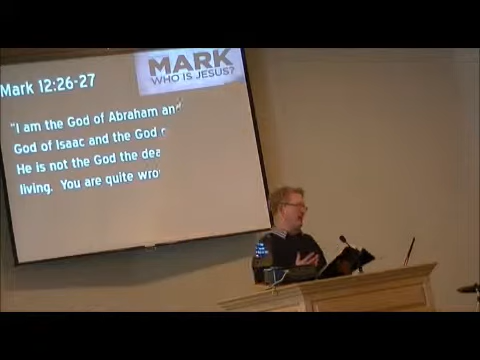 MARK
WHO IS JESUS?
Mark 12:26-27
"I am the God of Abraham and
God of Isaac and the God
He is not the God the dea
living. You are quite wro